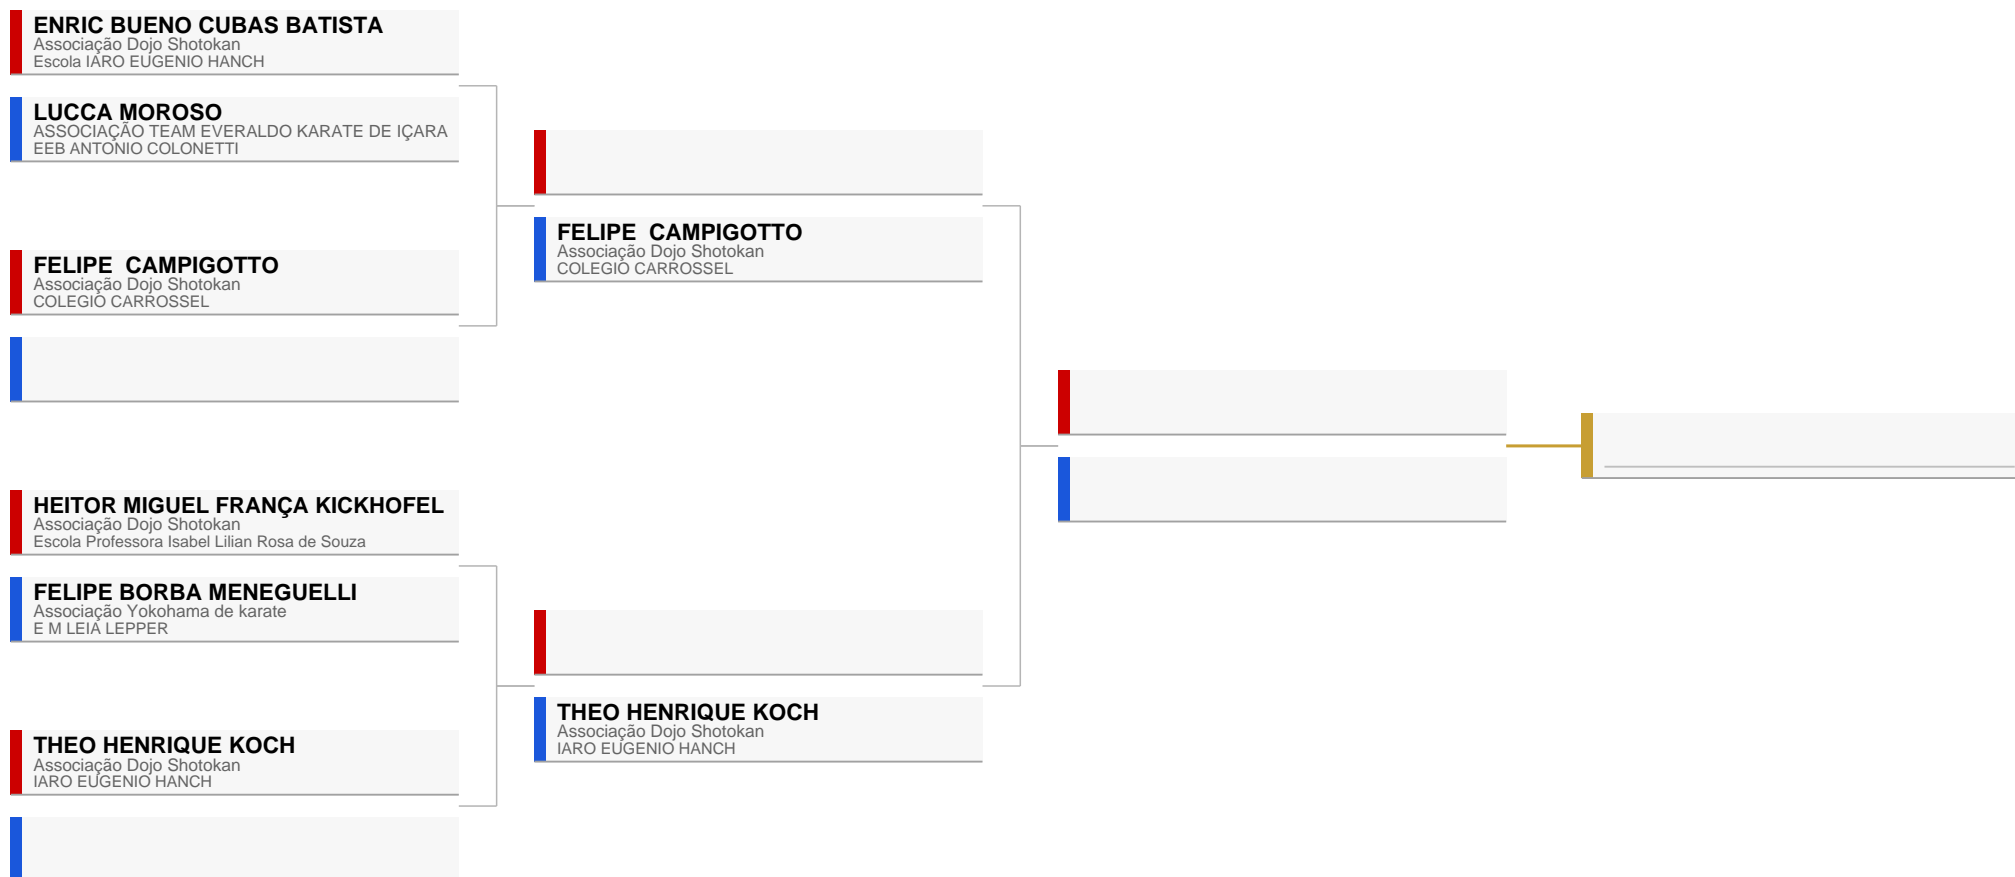 ENRIC BUENO CUBAS BATISTA
Associação Dojo Shotokan
Escola IARO EUGENIO HANCH
LUCCA MOROSO
ASSOCIAÇÃO TEAM EVERALDO KARATE DE IÇARA
EEB ANTONIO COLONETTI
FELIPE  CAMPIGOTTO
Associação Dojo Shotokan
COLEGIO CARROSSEL
HEITOR MIGUEL FRANÇA KICKHOFEL
Associação Dojo Shotokan
Escola Professora Isabel Lilian Rosa de Souza
FELIPE BORBA MENEGUELLI
Associação Yokohama de karate
E M LEIA LEPPER
THEO HENRIQUE KOCH
Associação Dojo Shotokan
IARO EUGENIO HANCH
FELIPE  CAMPIGOTTO
Associação Dojo Shotokan
COLEGIO CARROSSEL
THEO HENRIQUE KOCH
Associação Dojo Shotokan
IARO EUGENIO HANCH